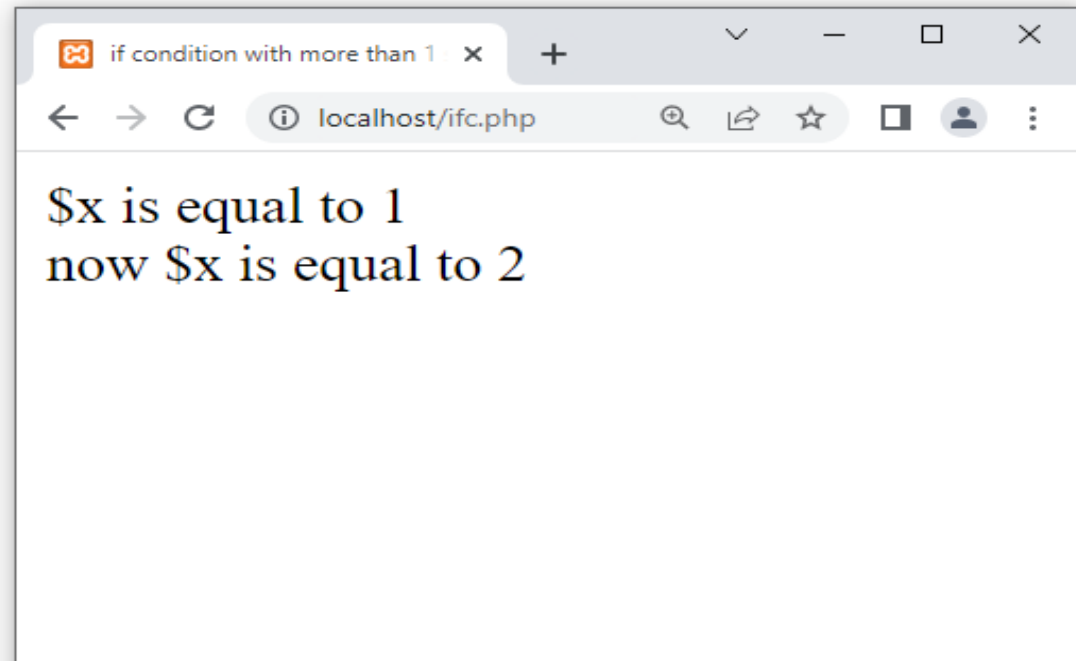 if condition with more than 1
localhost/ifc.php
$x is equal to 1
now $x is equal to 2